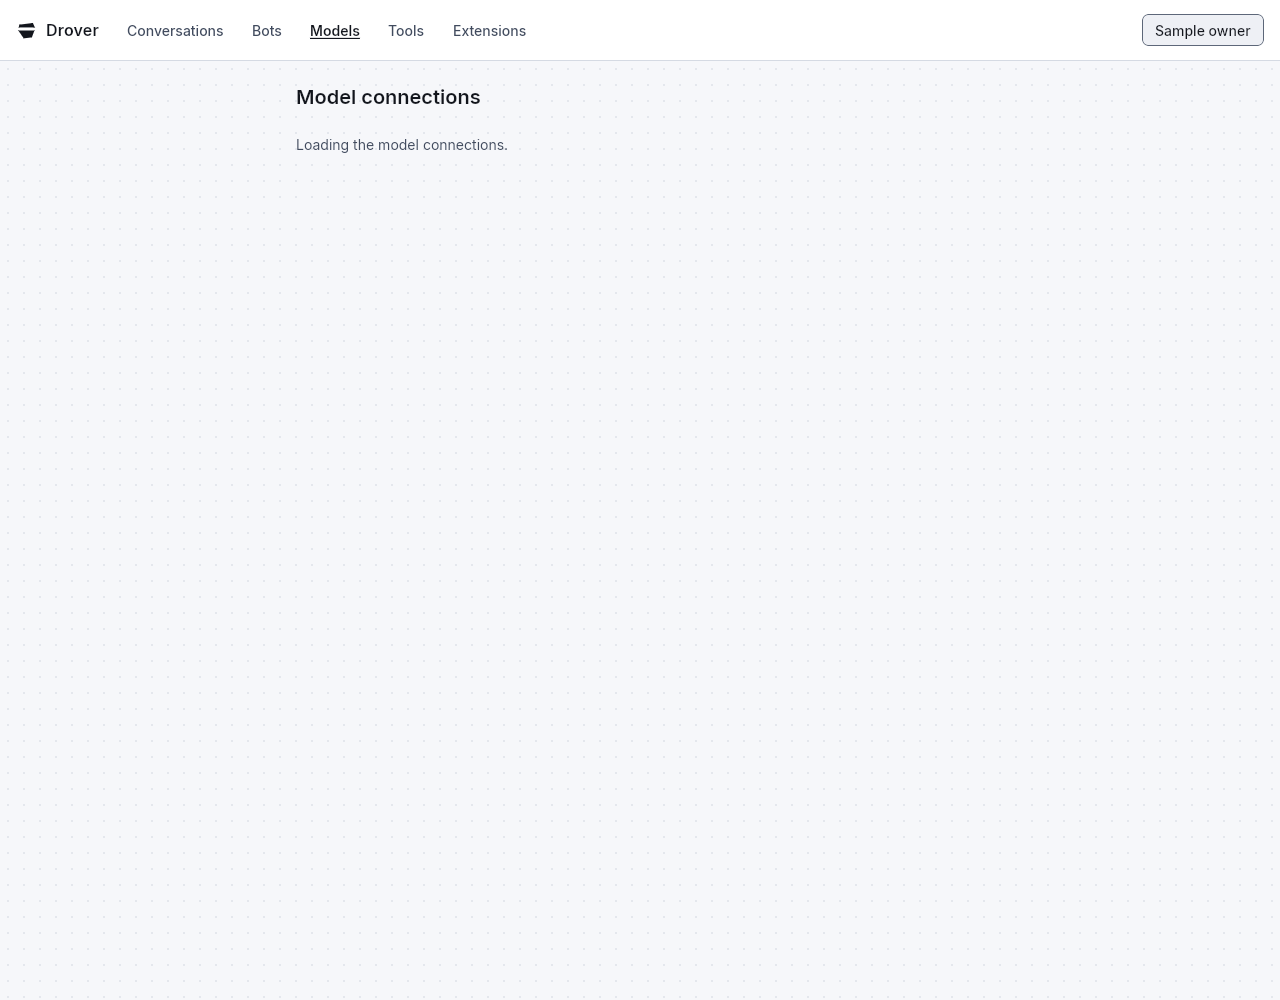 Drover Conversations Bots Models Tools Extensions Sample owner
Model connections
Loading the model connections.